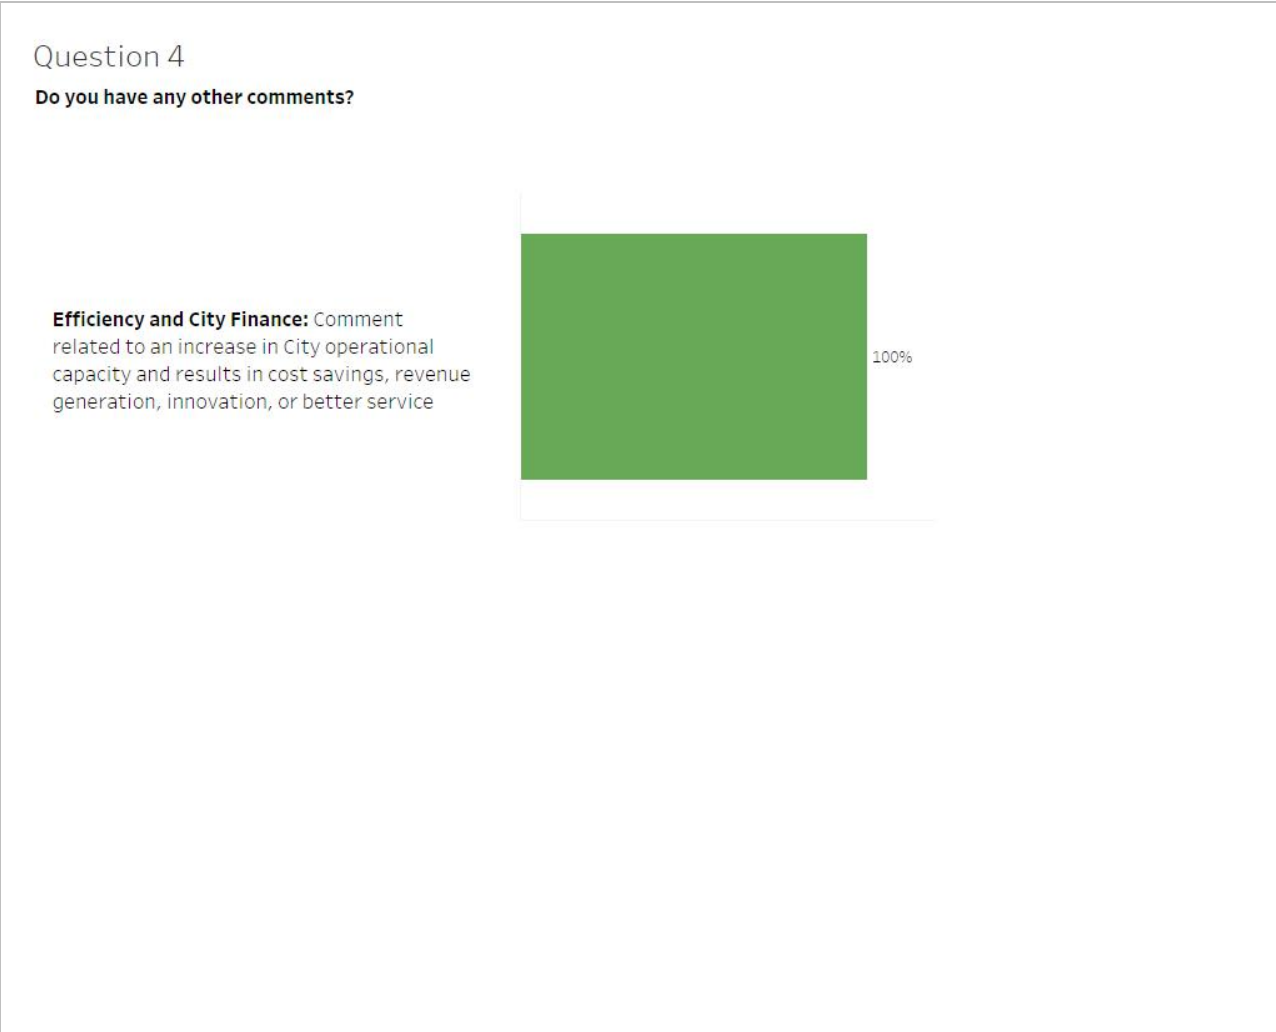 Question 4
Do you have any other comments?
Efficiency and City Finance: Comment
related to an increase in City operational
capacity and results in cost savings, revenue
generation, innovation, or better service
100%